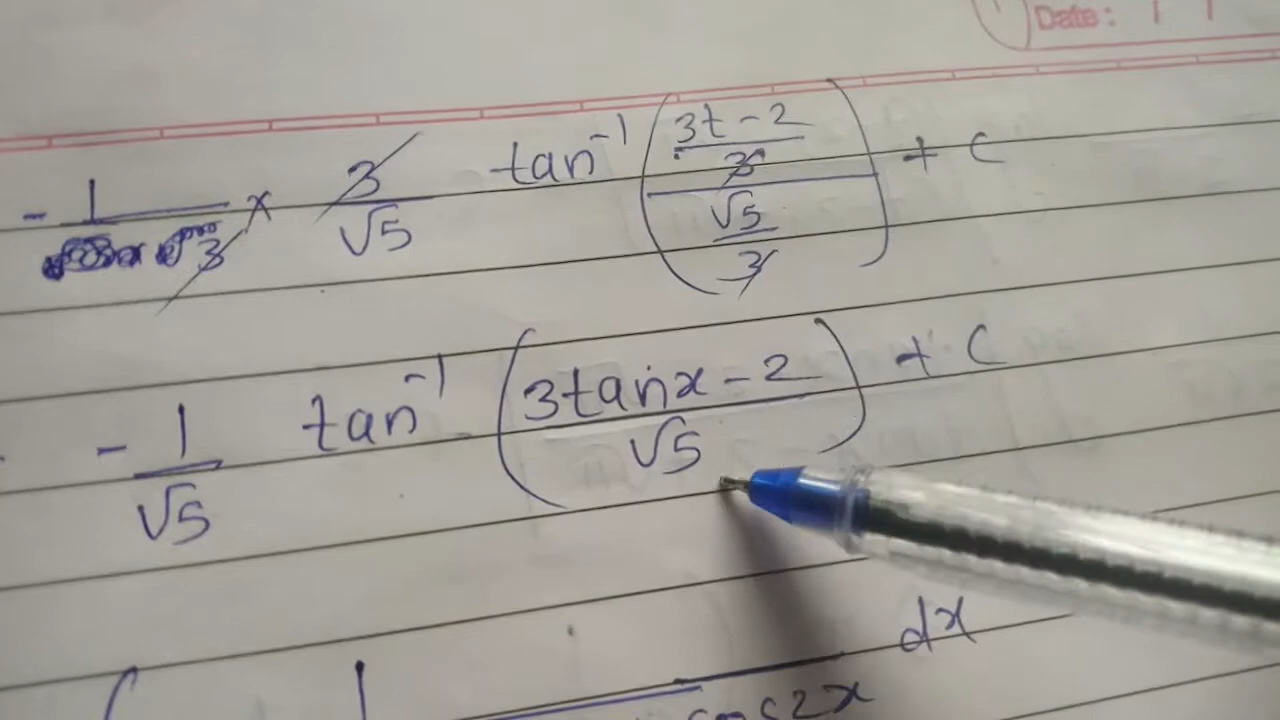 Date:
- 1/3 × 3/√5 tan⁻¹ (((3t-2)/3)/(√5/3)) + C
- 1/√5 tan⁻¹ ((3tanx-2)/√5) + C
∫ 1 cos2x dx